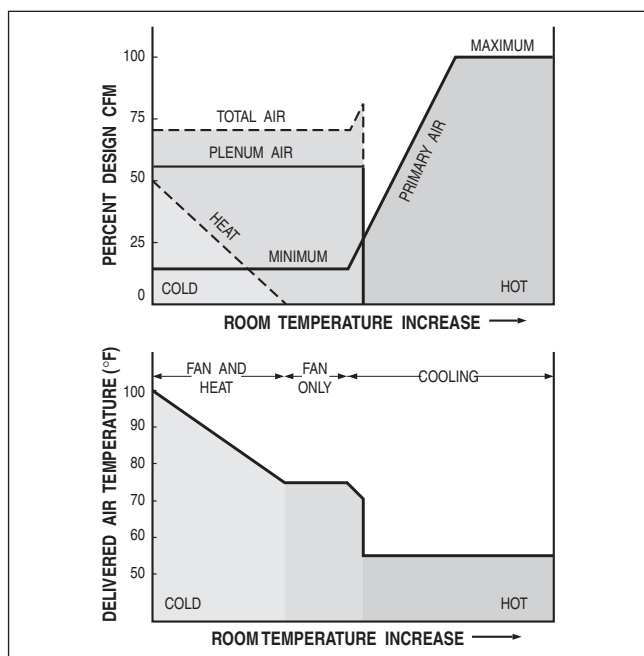 PERCENT DESIGN CFM
100
75
50
25
0
MAXIMUM
TOTAL AIR
PLENUM AIR
PRIMARY AIR
HEAT
MINIMUM
COLD
HOT
ROOM TEMPERATURE INCREASE
DELIVERED AIR TEMPERATURE (°F)
FAN AND
HEAT
FAN
ONLY
COOLING
100
90
80
70
60
50
COLD
HOT
ROOM TEMPERATURE INCREASE